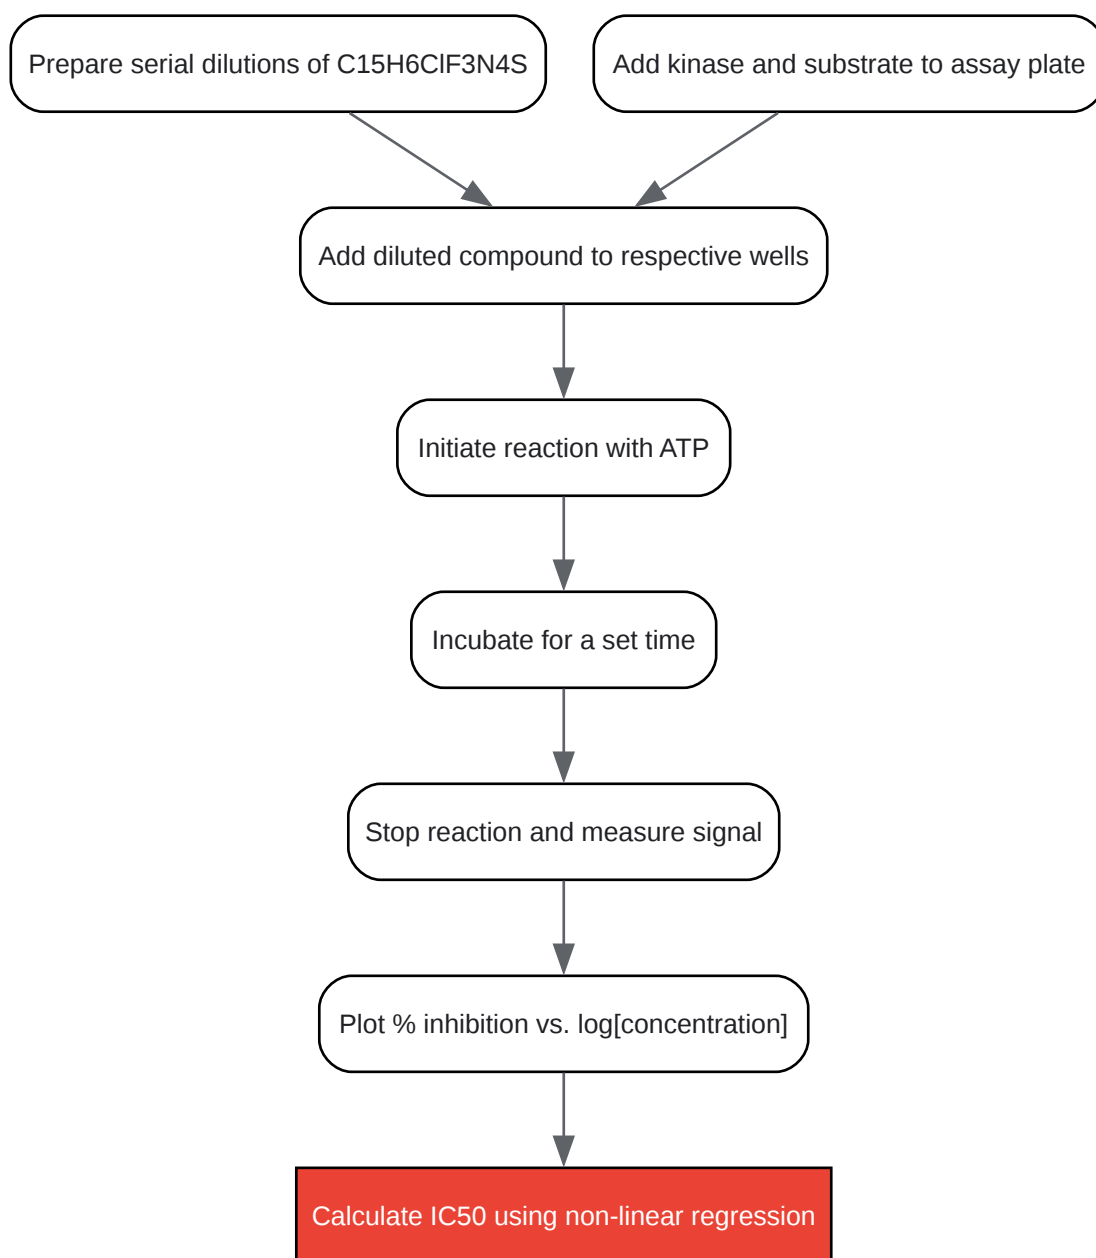 Prepare serial dilutions of C15H6ClF3N4S
Add kinase and substrate to assay plate
Add diluted compound to respective wells
Initiate reaction with ATP
Incubate for a set time
Stop reaction and measure signal
Plot % inhibition vs. log[concentration]
Calculate IC50 using non-linear regression